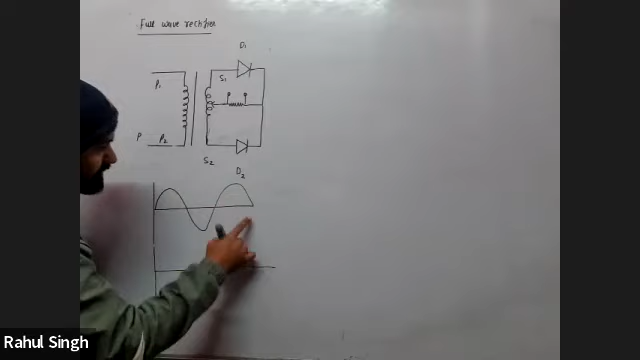 Full wave rectifier
D1
S1
P1
P P2
S2
D2
Rahul Singh